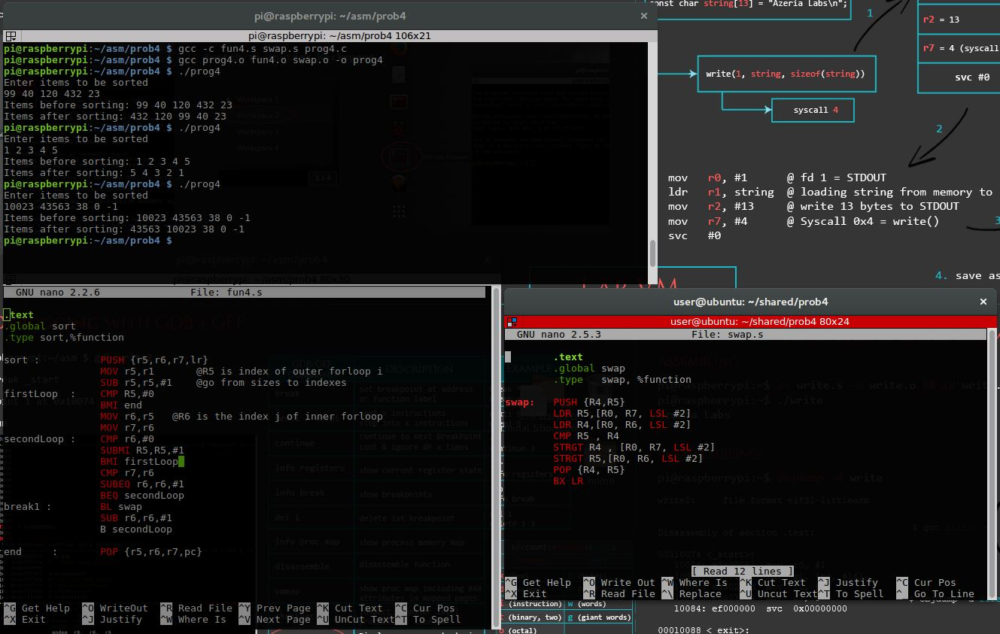 const char string[13] = "Azeria Labs\n";
1
r2 = 13
r7 = 4 (syscall
svc #0
write(1, string, sizeof(string))
syscall 4
2
mov r0, #1 @ fd 1 = STDOUT
ldr r1, string @ loading string from memory to
mov r2, #13 @ write 13 bytes to STDOUT
mov r7, #4 @ Syscall 0x4 = write()
svc #0
3
4. save as
pi@raspberrypi: ~/asm/prob4
pi@raspberrypi: ~/asm/prob4 106x21
pi@raspberrypi:~/asm/prob4 $ gcc -c fun4.s swap.s prog4.c
pi@raspberrypi:~/asm/prob4 $ gcc prog4.o fun4.o swap.o -o prog4
pi@raspberrypi:~/asm/prob4 $ ./prog4
Enter items to be sorted
99 40 120 432 23
Items before sorting: 99 40 120 432 23
Items after sorting: 432 120 99 40 23
pi@raspberrypi:~/asm/prob4 $ ./prog4
Enter items to be sorted
1 2 3 4 5
Items before sorting: 1 2 3 4 5
Items after sorting: 5 4 3 2 1
pi@raspberrypi:~/asm/prob4 $ ./prog4
Enter items to be sorted
10023 43563 38 0 -1
Items before sorting: 10023 43563 38 0 -1
Items after sorting: 43563 10023 38 0 -1
pi@raspberrypi:~/asm/prob4 $
Workspace 1
Workspace 2
Workspace 3
Workspace 4
1 / 4
pi@raspberrypi: ~/asm/prob4
pi@raspberrypi: ~/asm/prob4 80x30
GNU nano 2.2.6 File: fun4.s
.text
.global sort
.type sort,%function
sort : PUSH {r5,r6,r7,lr}
MOV r5,r1 @R5 is index of outer forloop i
SUB r5,r5,#1 @go from sizes to indexes
firstLoop : CMP R5,#0
BMI end
MOV r6,r5 @R6 is the index j of inner forloop
MOV r7,r6
secondLoop : CMP r6,#0
SUBMI R5,R5,#1
BMI firstLoop
CMP r7,r6
SUBEQ r6,r6,#1
BEQ secondLoop
break1 : BL swap
SUB r6,r6,#1
B secondLoop
end : POP {r5,r6,r7,pc}
^G Get Help ^O WriteOut ^R Read File ^Y Prev Page ^K Cut Text ^C Cur Pos
^X Exit ^J Justify ^W Where Is ^V Next Page ^U UnCut Text ^T To Spell
GDB/GEF
DESCRIPTION
EXAMPLE
break
set breakpoint at address
or function label
continue
continue to next BreakPoint
cont & ignore BP x times
info registers
show current register state
info break
show breakpoints
del 1
delete 1st breakpoint
info proc map
show process memory map
disassemble
disassemble function
vmmap
show proc map including RWX
attributes in mapped pages
user@ubuntu: ~/shared/prob4
user@ubuntu: ~/shared/prob4 80x24
GNU nano 2.5.3 File: swap.s
.text
.global swap
.type swap, %function
swap: PUSH {R4,R5}
LDR R5,[R0, R7, LSL #2]
LDR R4,[R0, R6, LSL #2]
CMP R5 , R4
STRGT R4 , [R0, R7, LSL #2]
STRGT R5,[R0, R6, LSL #2]
POP {R4, R5}
BX LR
[ Read 12 lines ]
^G Get Help ^O Write Out ^W Where Is ^K Cut Text ^J Justify ^C Cur Pos
^X Exit ^R Read File ^\ Replace ^U Uncut Text ^T To Spell ^_ Go To Line
ASSEMBLING
pi@raspberrypi:~$ ./write
pi@raspberrypi:~$ objdump -d write
file format elf32-littlearm
Disassembly of section .text:
00010074 <_start>:
(instruction) w (words)
(binary, two) g (giant words)
(octal)
10084: ef000000 svc 0x00000000
00010088 <_exit>: